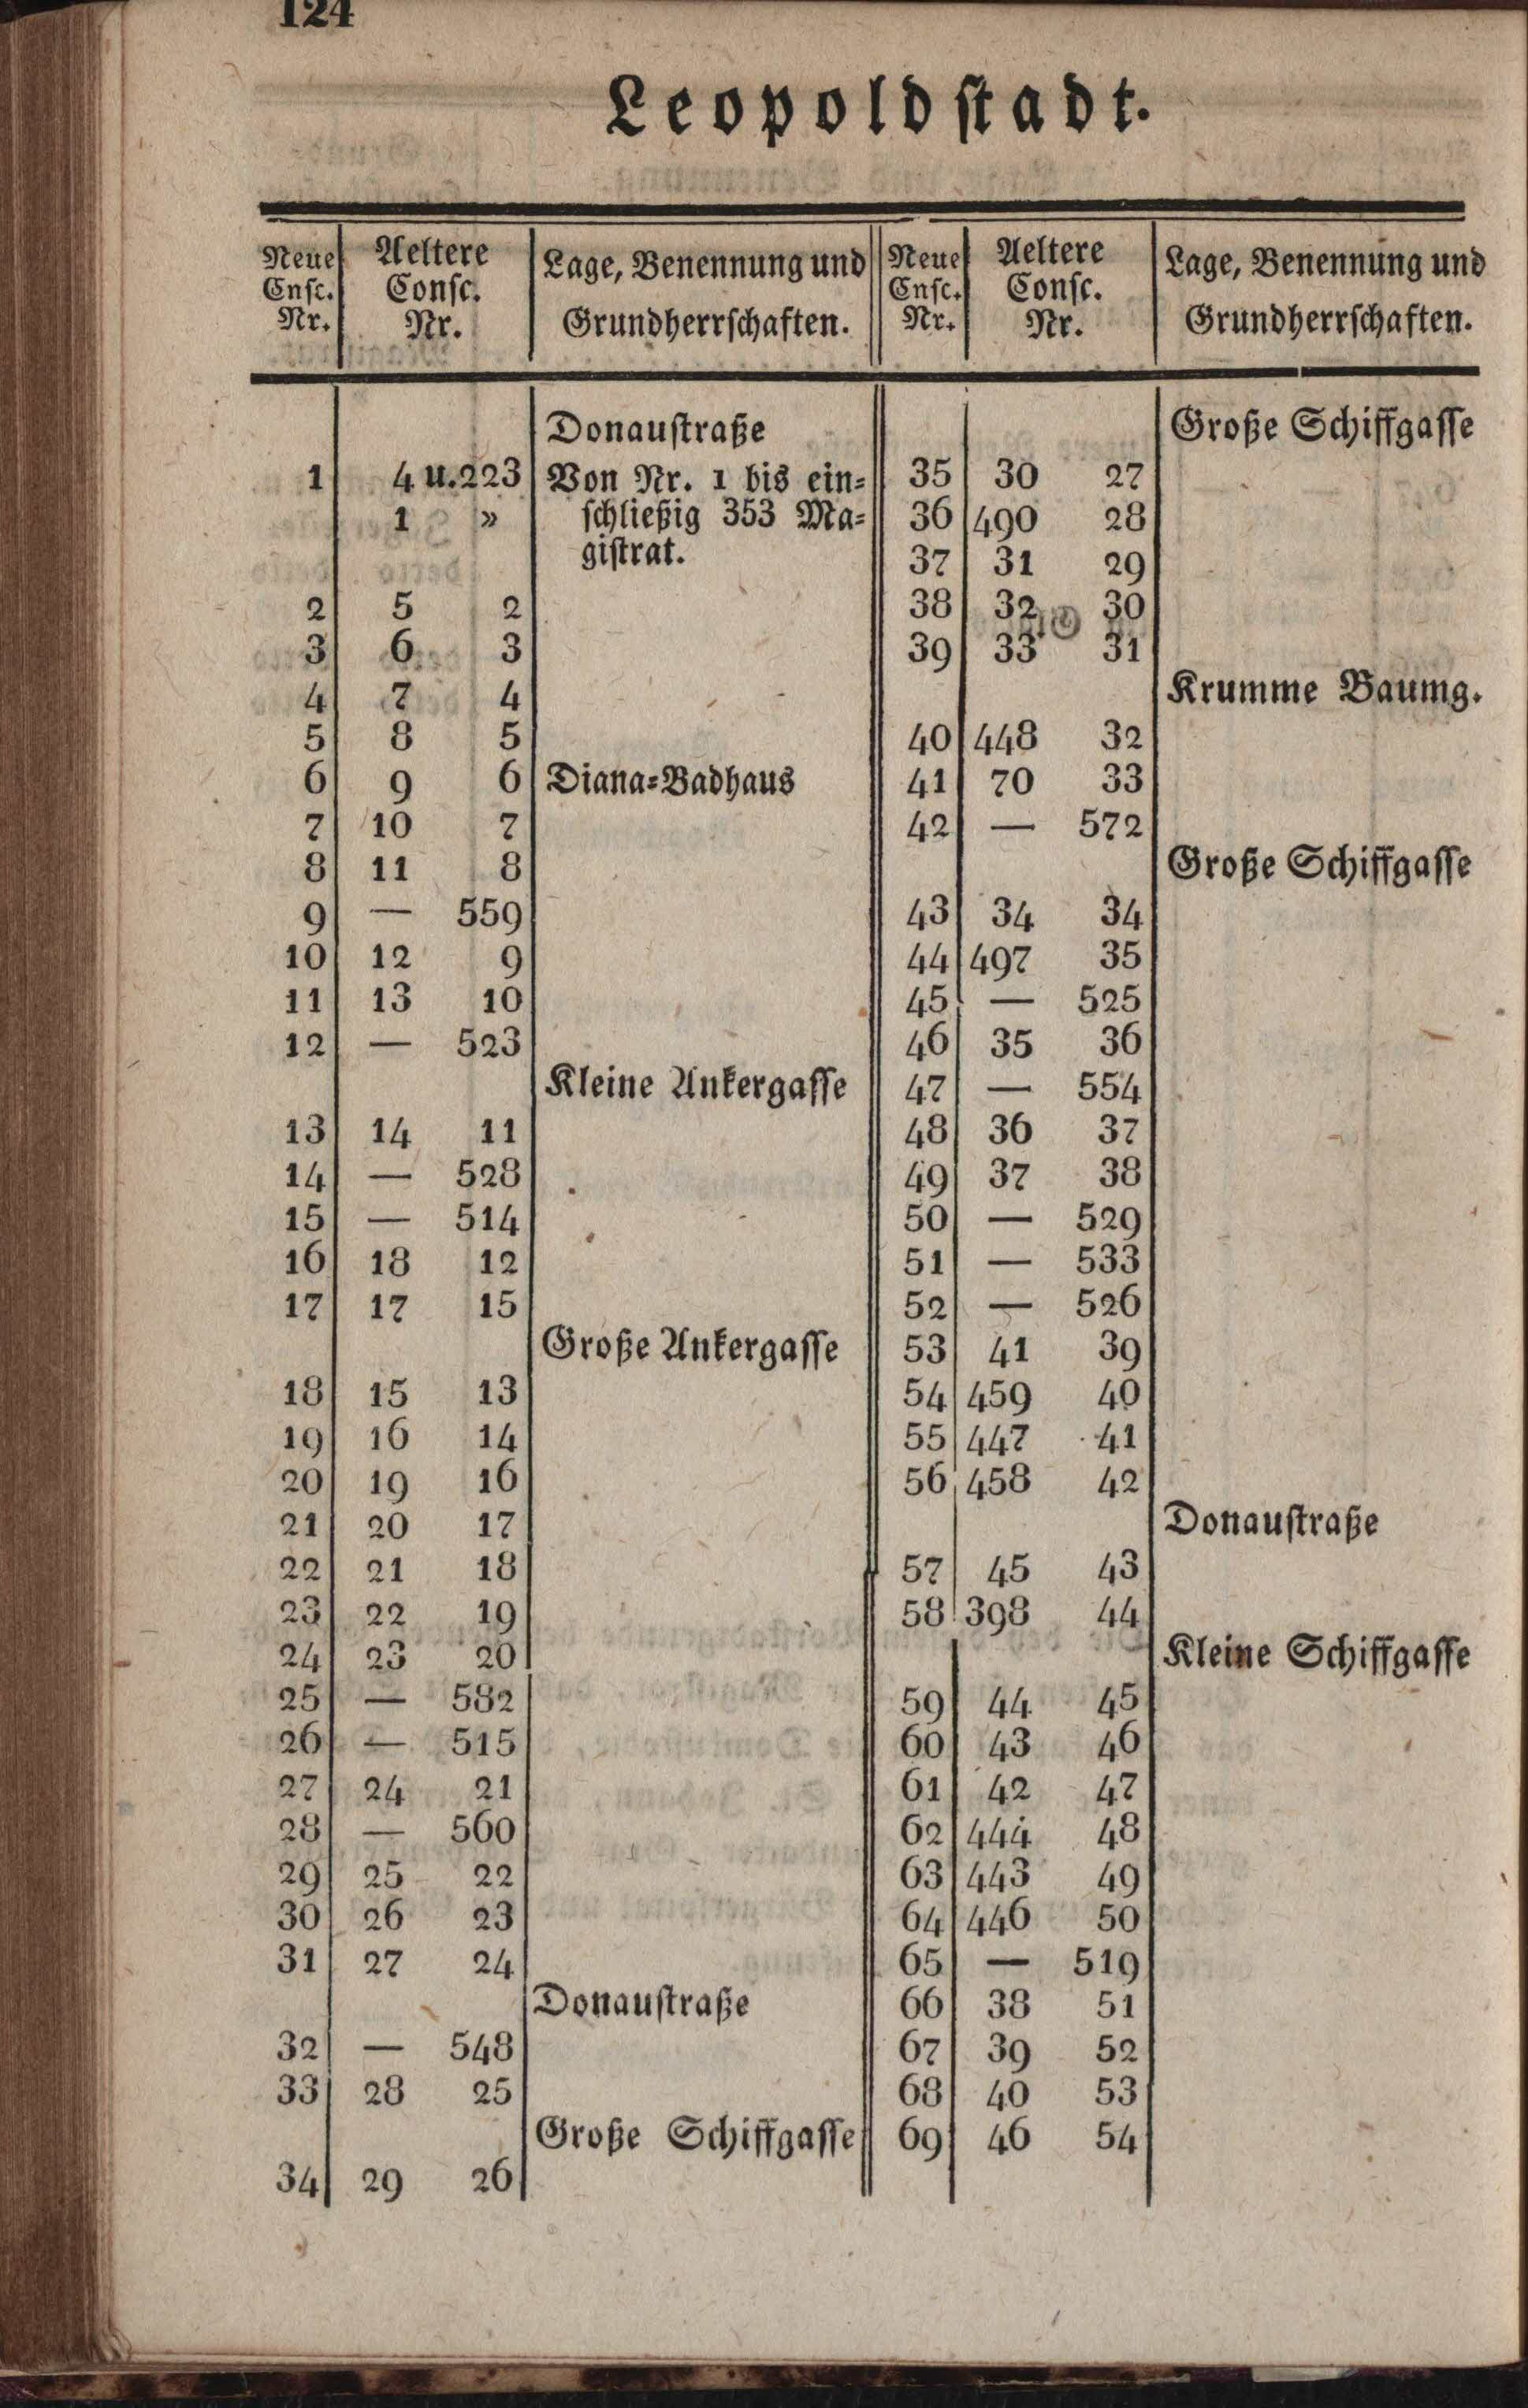 124
Leopoldstadt.
Neue Aeltere Lage, Benennung und
Ensc. Consc.
Nr. Nr. Grundherrschaften.
Donaustraße
1 4 u. 223 Von Nr. 1 bis ein-
1 » schließig 353 Ma-
gistrat.
2 5 2
3 6 3
4 7 4
5 8 5
6 9 6 Diana-Badhaus
7 10 7
8 11 8
9 — 559
10 12 9
11 13 10
12 — 523
Kleine Ankergasse
13 14 11
14 — 528
15 — 514
16 18 12
17 17 15
Große Ankergasse
18 15 13
19 16 14
20 19 16
21 20 17
22 21 18
23 22 19
24 23 20
25 — 582
26 — 515
27 24 21
28 — 560
29 25 22
30 26 23
31 27 24
Donaustraße
32 — 548
33 28 25
Große Schiffgasse
34 29 26
Neue Aeltere Lage, Benennung und
Ensc. Consc.
Nr. Nr. Grundherrschaften.
Große Schiffgasse
35 30 27
36 490 28
37 31 29
38 32 30
39 33 31
Krumme Baumg.
40 448 32
41 70 33
42 — 572
Große Schiffgasse
43 34 34
44 497 35
45 — 525
46 35 36
47 — 554
48 36 37
49 37 38
50 — 529
51 — 533
52 — 526
53 41 39
54 459 40
55 447 41
56 458 42
Donaustraße
57 45 43
58 398 44
Kleine Schiffgasse
59 44 45
60 43 46
61 42 47
62 444 48
63 443 49
64 446 50
65 — 519
66 38 51
67 39 52
68 40 53
69 46 54